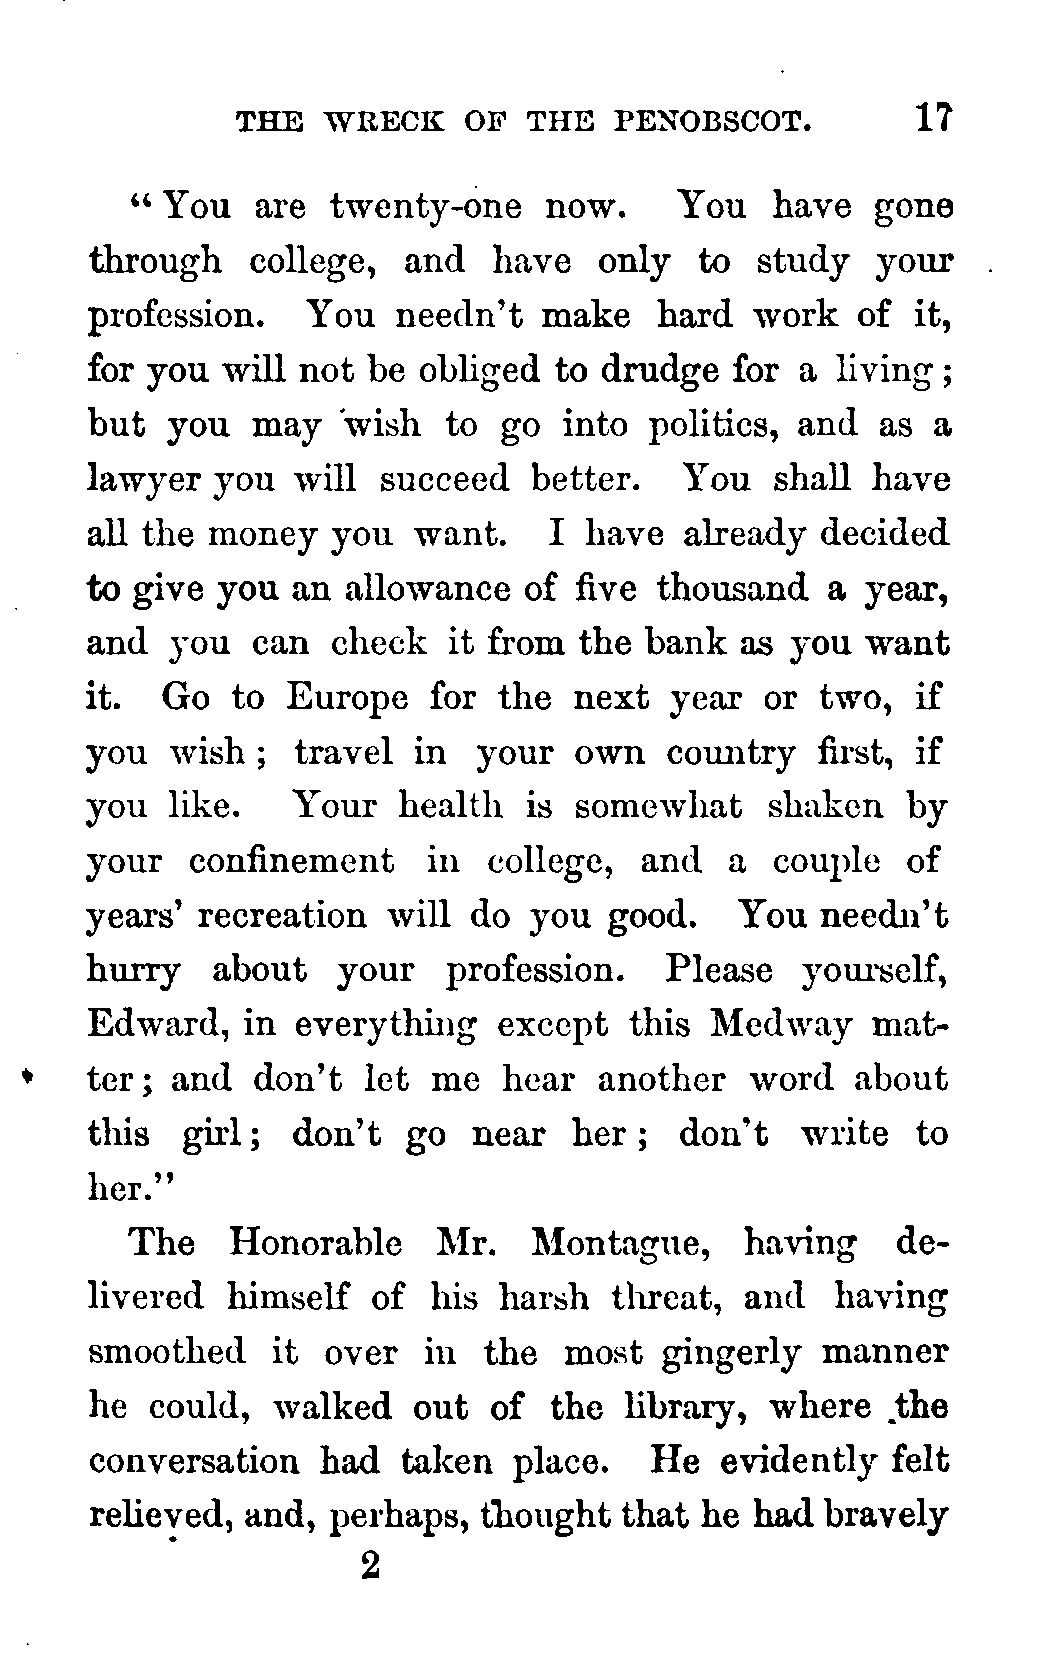 THE WRECK OF THE PENOBSCOT. 17
“ You are twenty-one now. You have gone
through college, and have only to study your
profession. You needn’t make hard work of it,
for you will not be obliged to drudge for a living ;
but you may wish to go into politics, and as a
lawyer you will succeed better. You shall have
all the money you want. I have already decided
to give you an allowance of five thousand a year,
and you can check it from the bank as you want
it. Go to Europe for the next year or two, if
you wish ; travel in your own country first, if
you like. Your health is somewhat shaken by
your confinement in college, and a couple of
years’ recreation will do you good. You needn’t
hurry about your profession. Please yourself,
Edward, in everything except this Medway mat-
ter ; and don’t let me hear another word about
this girl ; don’t go near her ; don’t write to
her.”
The Honorable Mr. Montague, having de-
livered himself of his harsh threat, and having
smoothed it over in the most gingerly manner
he could, walked out of the library, where the
conversation had taken place. He evidently felt
relieved, and, perhaps, thought that he had bravely
2